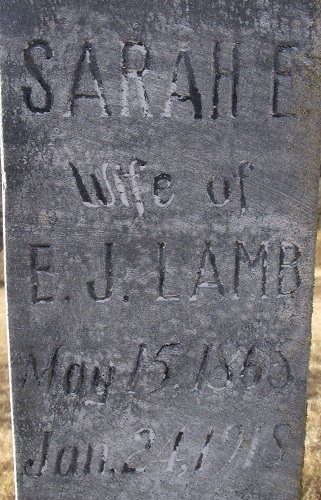 SARAH E
Wife of
E. J. LAMB
May 15, 1865
Jan. 24, 1918